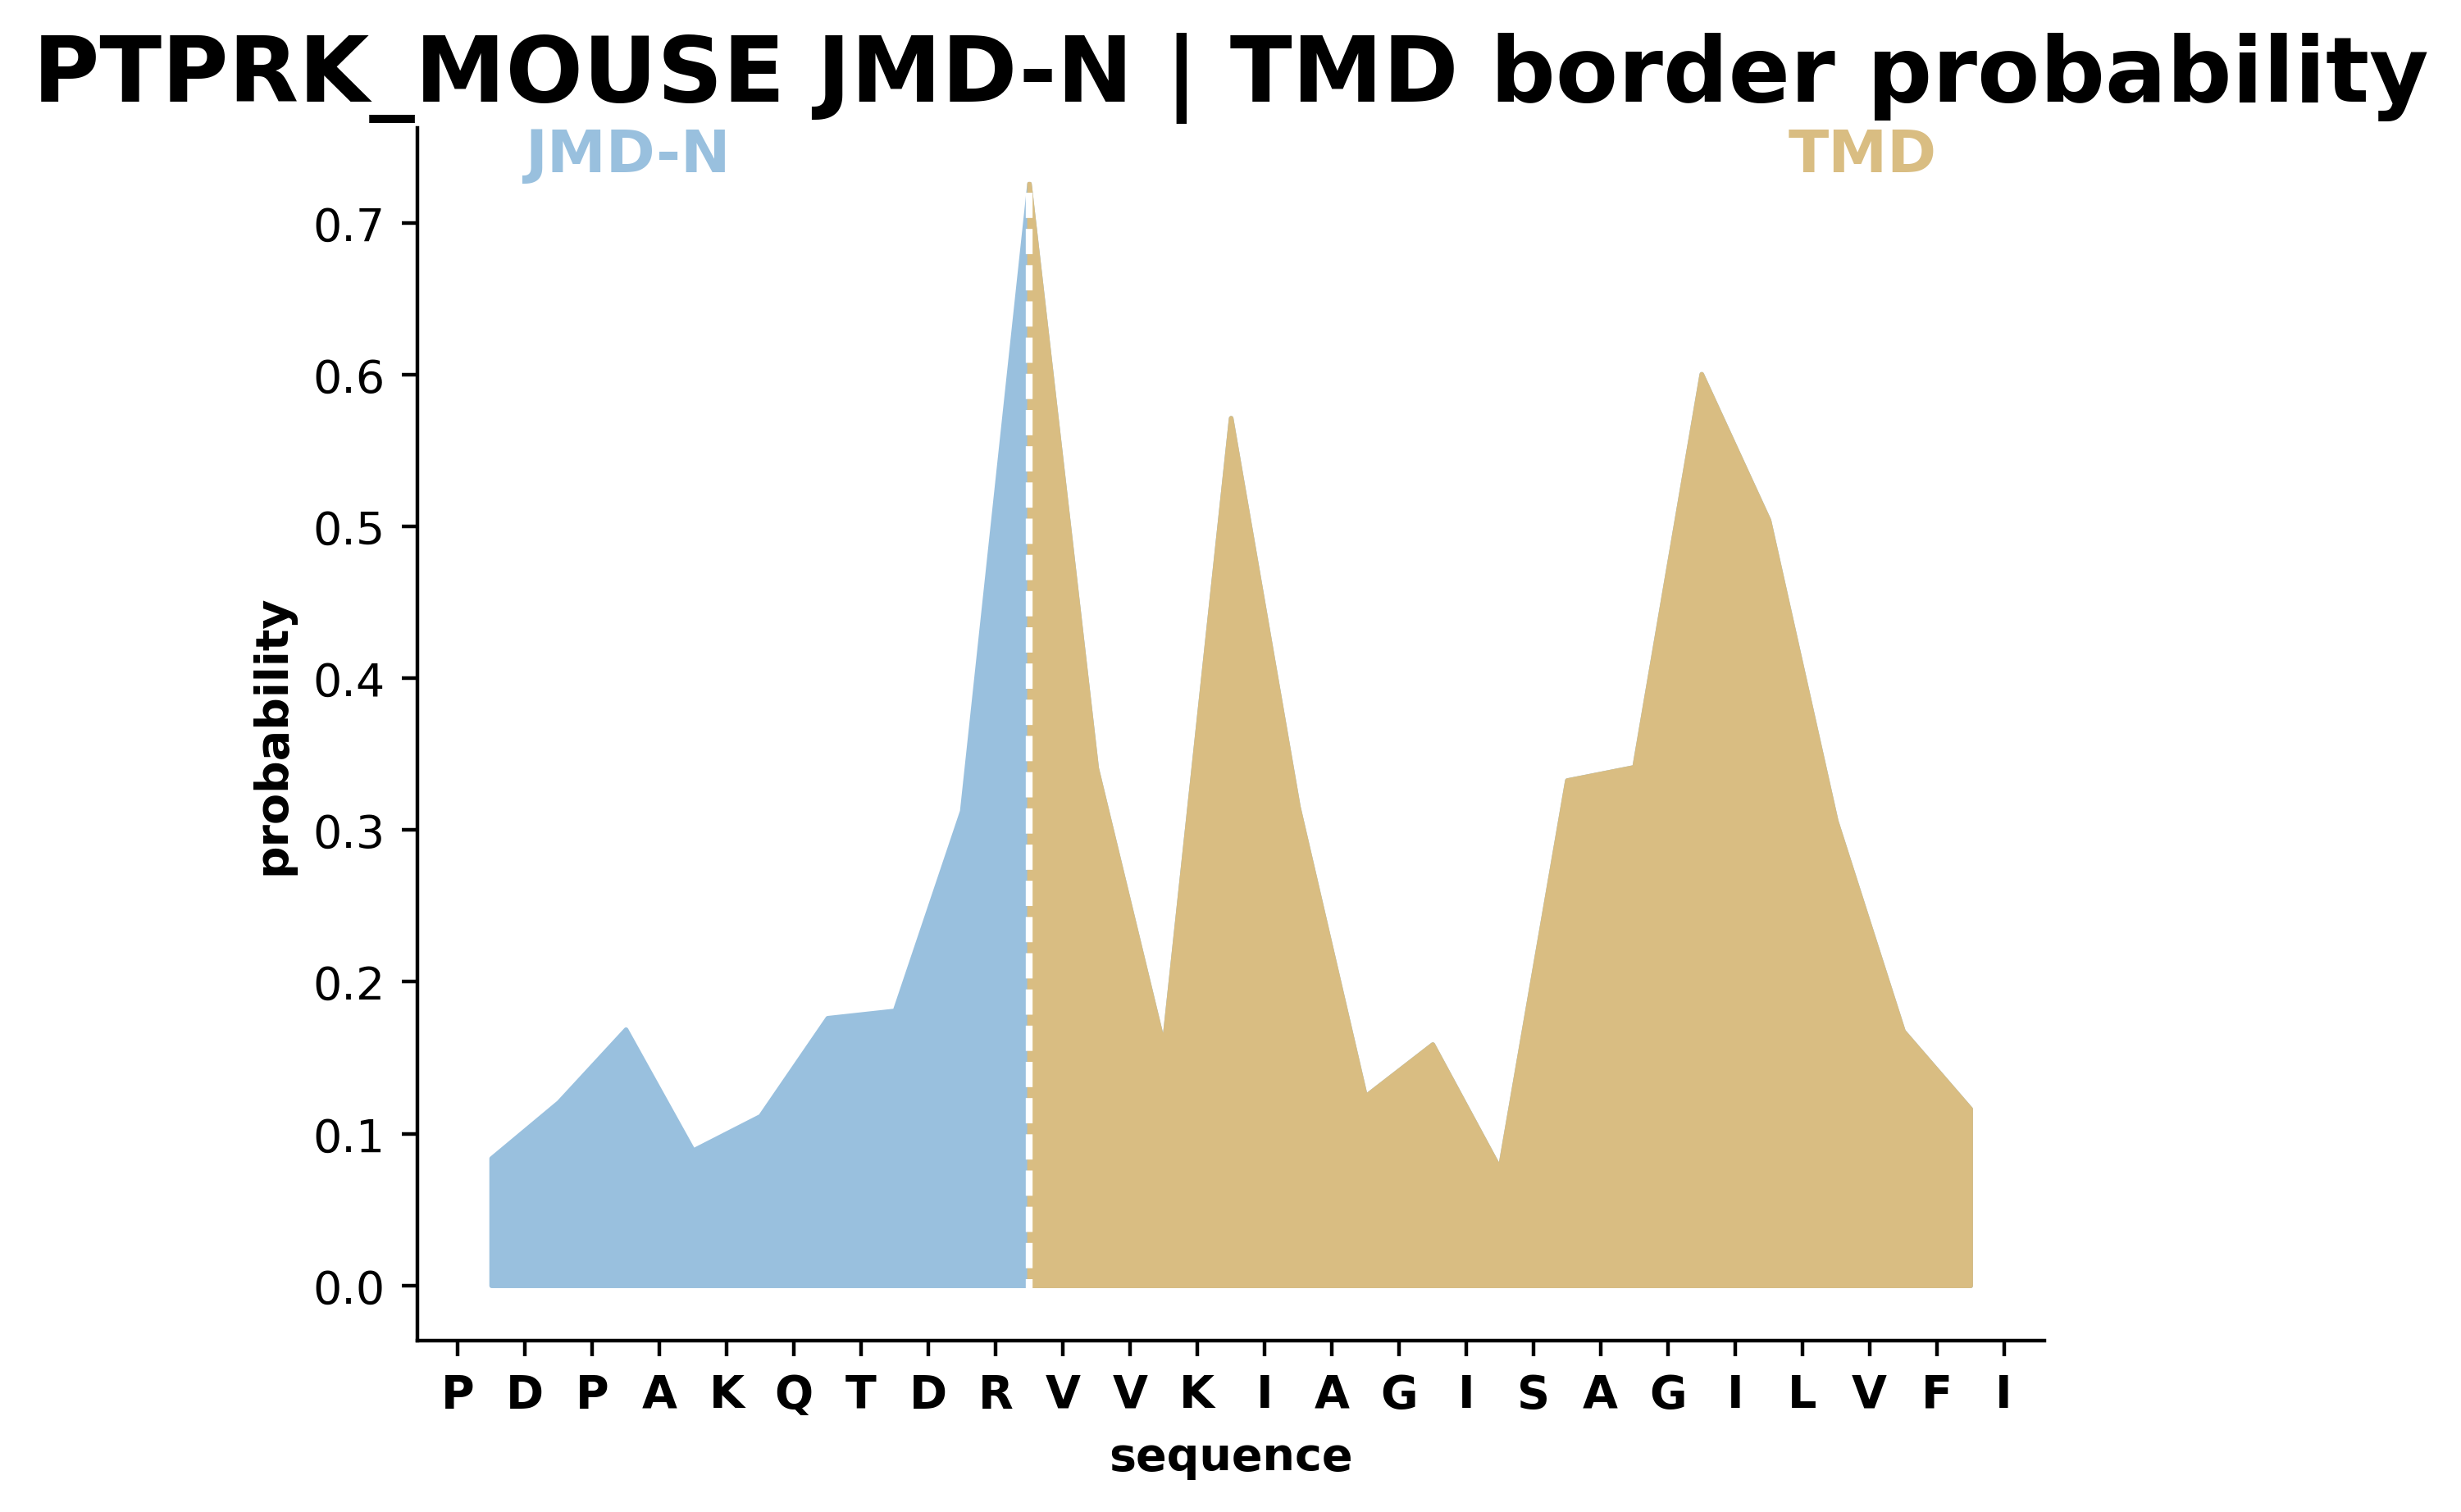 PTPRK_MOUSE JMD-N | TMD border probability
JMD-N TMD
0.7
0.6
0.5
0.4
0.3
0.2
0.1
0.0
probability
P D P A K Q T D R V V K I A G I S A G I L V F I
sequence